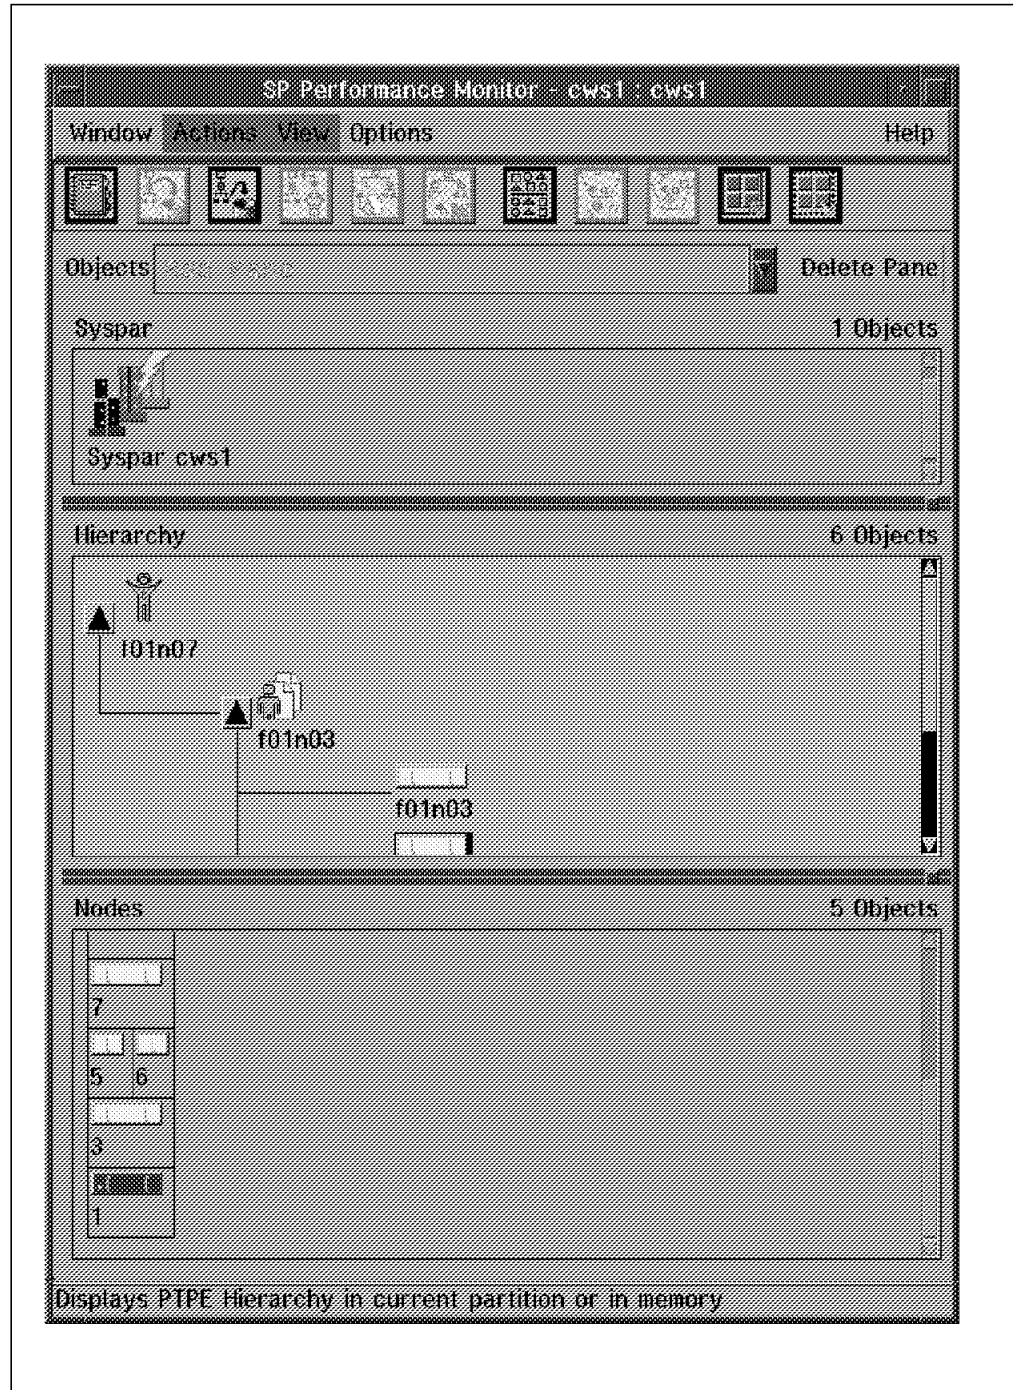 SP Performance Monitor - cws1 : cws1
Window Actions View Options Help
Objects Delete Pane
Syspar 1 Objects
Syspar cws1
Hierarchy 6 Objects
f01n07
f01n03
f01n03
Nodes 5 Objects
7
5 6
3
1
Displays PTPE Hierarchy in current partition or in memory